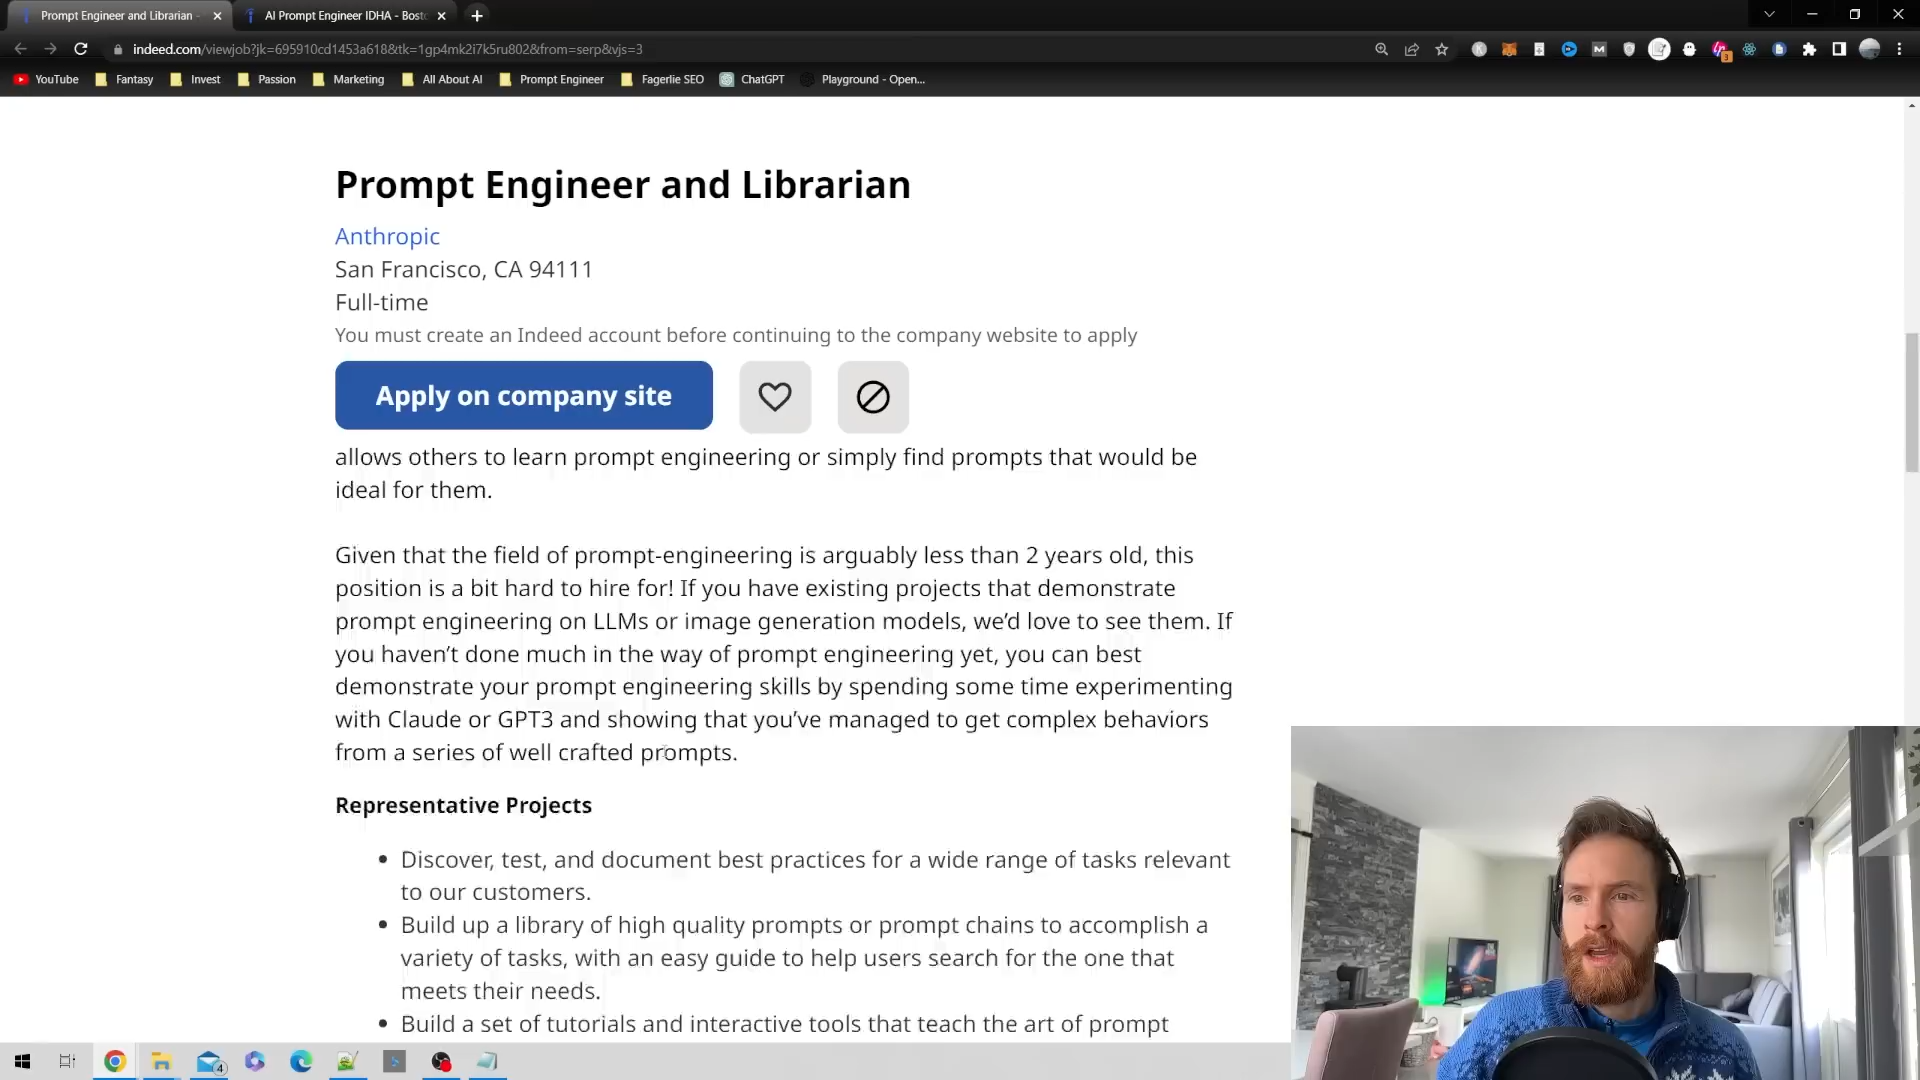 Prompt Engineer and Librarian -
AI Prompt Engineer IDHA - Bost
indeed.com/viewjob?jk=695910cd1453a618&tk=1gp4mk2i7k5ru802&from=serp&vjs=3
YouTube
Fantasy
Invest
Passion
Marketing
All About AI
Prompt Engineer
Fagerlie SEO
ChatGPT
Playground - Open...
Prompt Engineer and Librarian
Anthropic
San Francisco, CA 94111
Full-time
You must create an Indeed account before continuing to the company website to apply
Apply on company site
allows others to learn prompt engineering or simply find prompts that would be
ideal for them.
Given that the field of prompt-engineering is arguably less than 2 years old, this
position is a bit hard to hire for! If you have existing projects that demonstrate
prompt engineering on LLMs or image generation models, we’d love to see them. If
you haven’t done much in the way of prompt engineering yet, you can best
demonstrate your prompt engineering skills by spending some time experimenting
with Claude or GPT3 and showing that you’ve managed to get complex behaviors
from a series of well crafted prompts.
Representative Projects
• Discover, test, and document best practices for a wide range of tasks relevant
to our customers.
• Build up a library of high quality prompts or prompt chains to accomplish a
variety of tasks, with an easy guide to help users search for the one that
meets their needs.
• Build a set of tutorials and interactive tools that teach the art of prompt
4